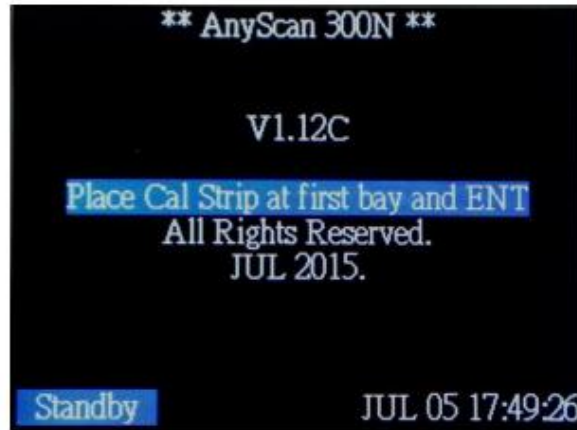 ** AnyScan 300N **
V1.12C
Place Cal Strip at first bay and ENT
All Rights Reserved.
JUL 2015.
Standby JUL 05 17:49:26